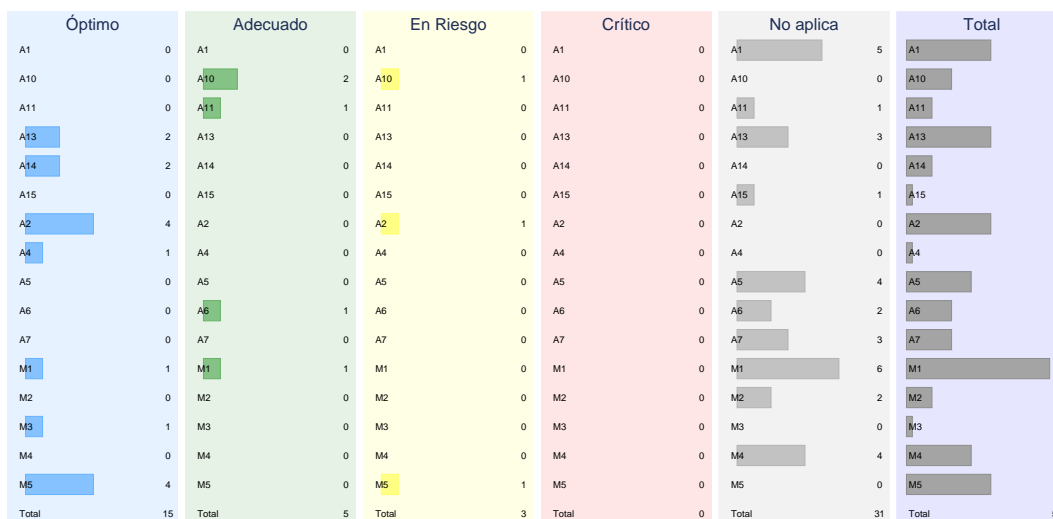 Óptimo Adecuado En Riesgo Crítico No aplica Total
A1 0 A1 0 A1 0 A1 0 A1 5 A1
A10 0 A10 2 A10 1 A10 0 A10 0 A10
A11 0 A11 1 A11 0 A11 0 A11 1 A11
A13 2 A13 0 A13 0 A13 0 A13 3 A13
A14 2 A14 0 A14 0 A14 0 A14 0 A14
A15 0 A15 0 A15 0 A15 0 A15 1 A15
A2 4 A2 0 A2 1 A2 0 A2 0 A2
A4 1 A4 0 A4 0 A4 0 A4 0 A4
A5 0 A5 0 A5 0 A5 0 A5 4 A5
A6 0 A6 1 A6 0 A6 0 A6 2 A6
A7 0 A7 0 A7 0 A7 0 A7 3 A7
M1 1 M1 1 M1 0 M1 0 M1 6 M1
M2 0 M2 0 M2 0 M2 0 M2 2 M2
M3 1 M3 0 M3 0 M3 0 M3 0 M3
M4 0 M4 0 M4 0 M4 0 M4 4 M4
M5 4 M5 0 M5 1 M5 0 M5 0 M5
Total 15 Total 5 Total 3 Total 0 Total 31 Total